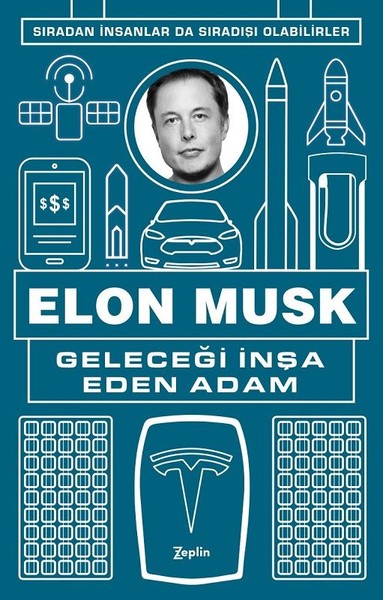 SIRADAN İNSANLAR DA SIRADIŞI OLABİLİRLER
$$$
ELON MUSK
GELECEĞİ İNŞA
EDEN ADAM
Zeplin